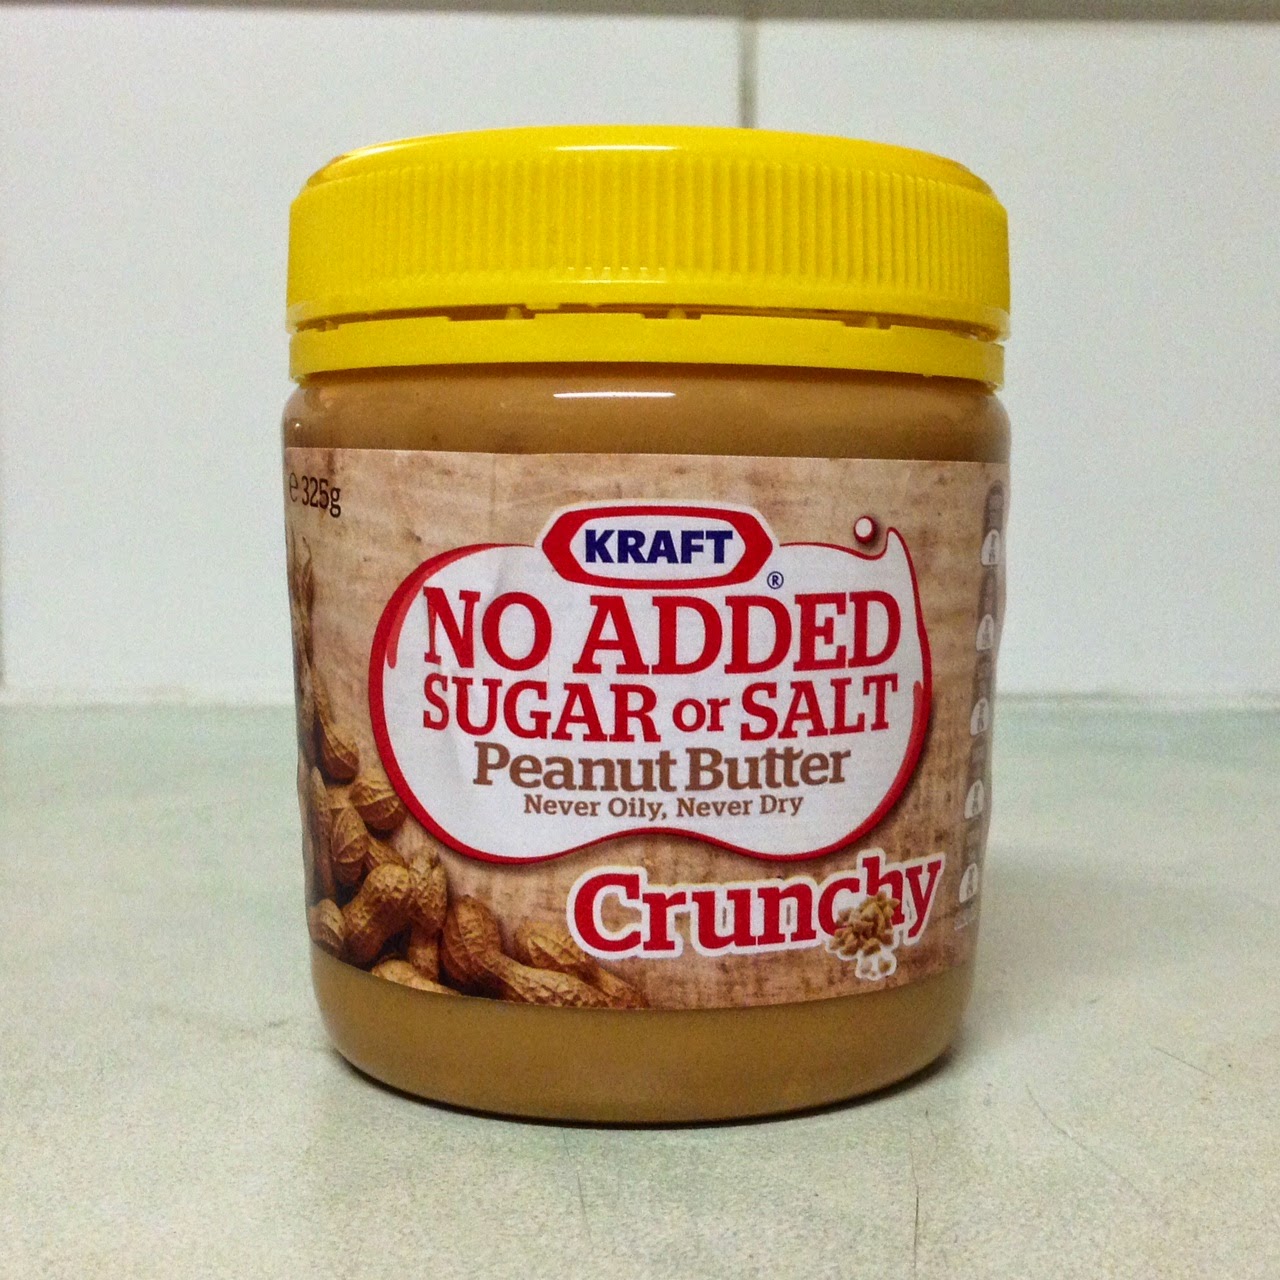 e 325g
KRAFT
®
NO ADDED
SUGAR or SALT
Peanut Butter
Never Oily, Never Dry
Crunchy